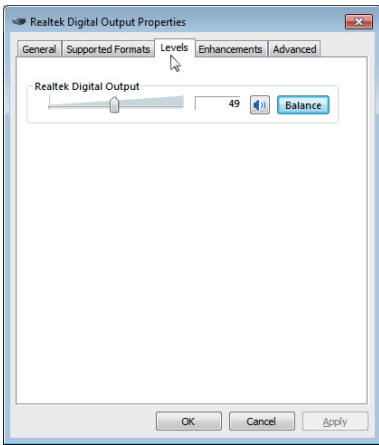 Realtek Digital Output Properties
General Supported Formats Levels Enhancements Advanced
Realtek Digital Output
49 Balance
OK Cancel Apply